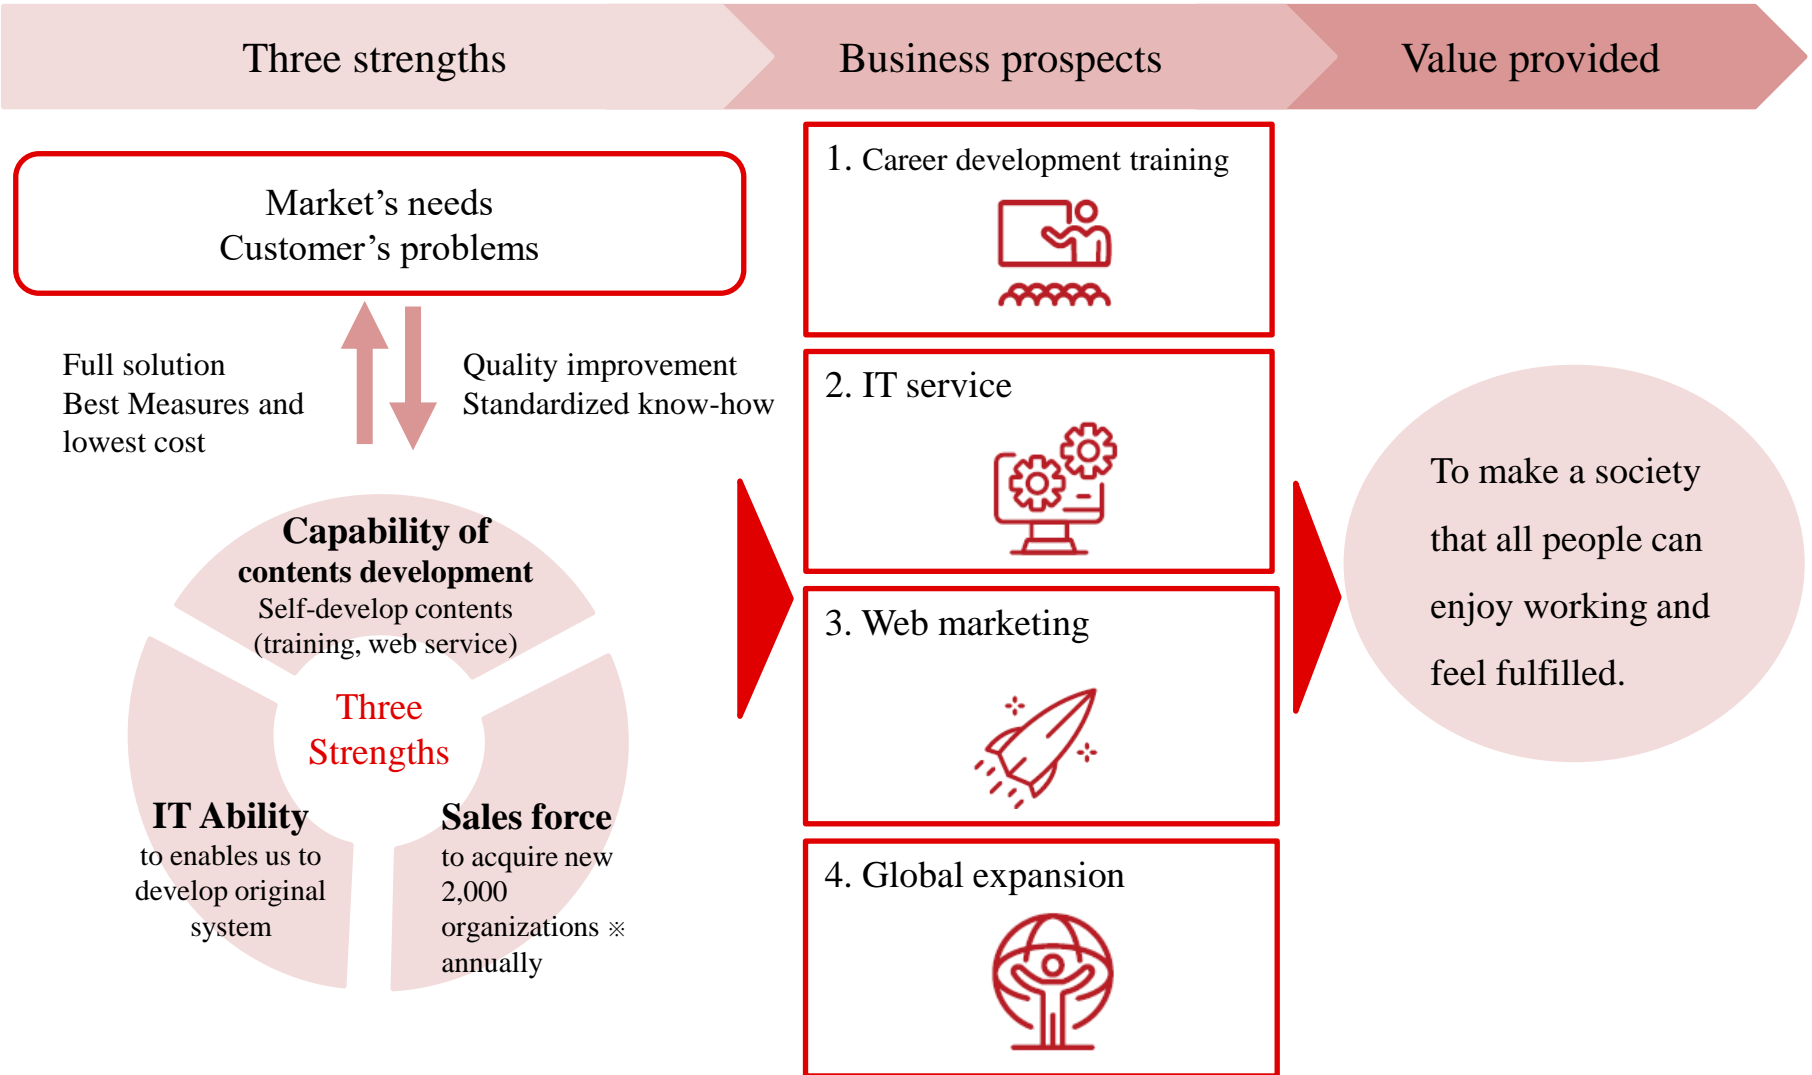 Three strengths
Business prospects
Value provided
Market’s needs
Customer’s problems
Full solution
Best Measures and
lowest cost
Quality improvement
Standardized know-how
Capability of
contents development
Self-develop contents
(training, web service)
Three
Strengths
IT Ability
to enables us to
develop original
system
Sales force
to acquire new
2,000
organizations ※
annually
1. Career development training
2. IT service
3. Web marketing
4. Global expansion
To make a society
that all people can
enjoy working and
feel fulfilled.